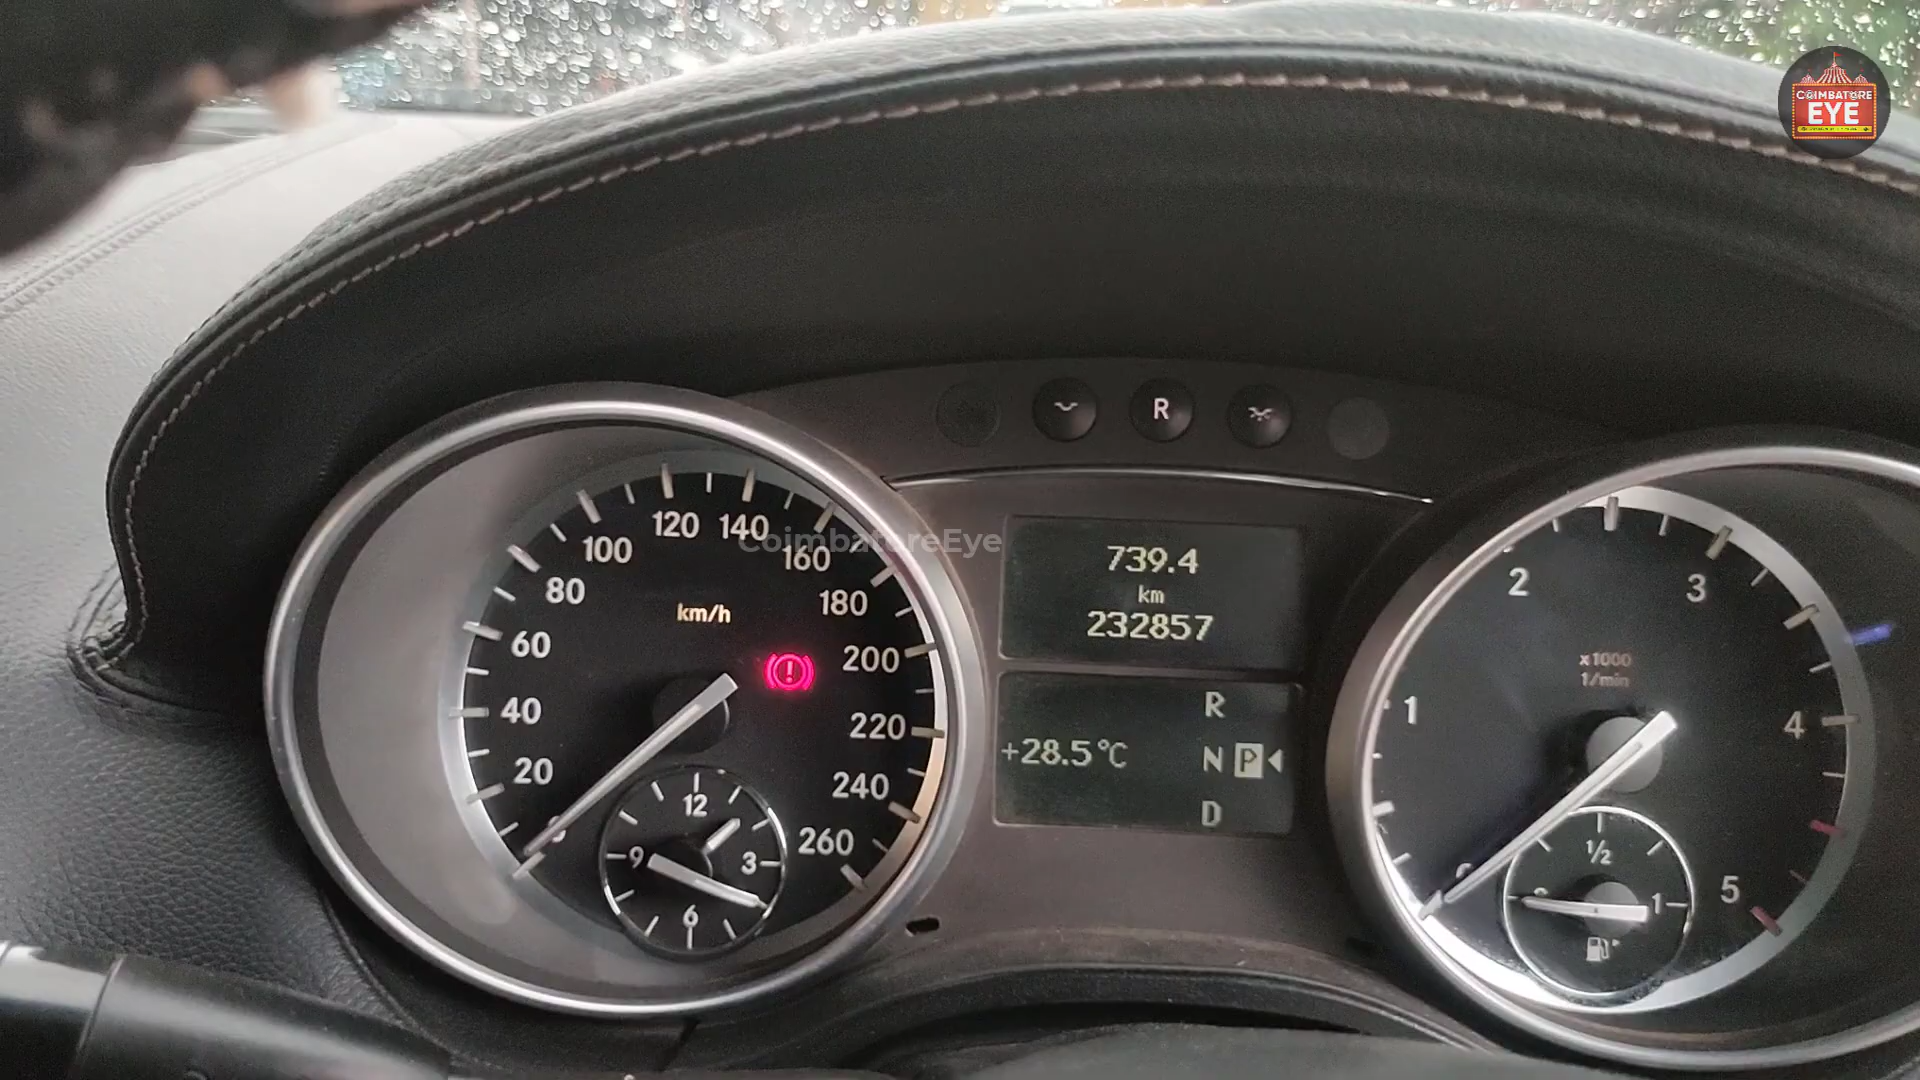 COIMBATORE
EYE
R
CoimbatoreEye
20
40
60
80
100
120
140
160
180
200
220
240
260
km/h
12
3
6
9
739.4
km
232857
+28.5°C
R
N P
D
1
2
3
4
5
x1000
1/min
1/2
1